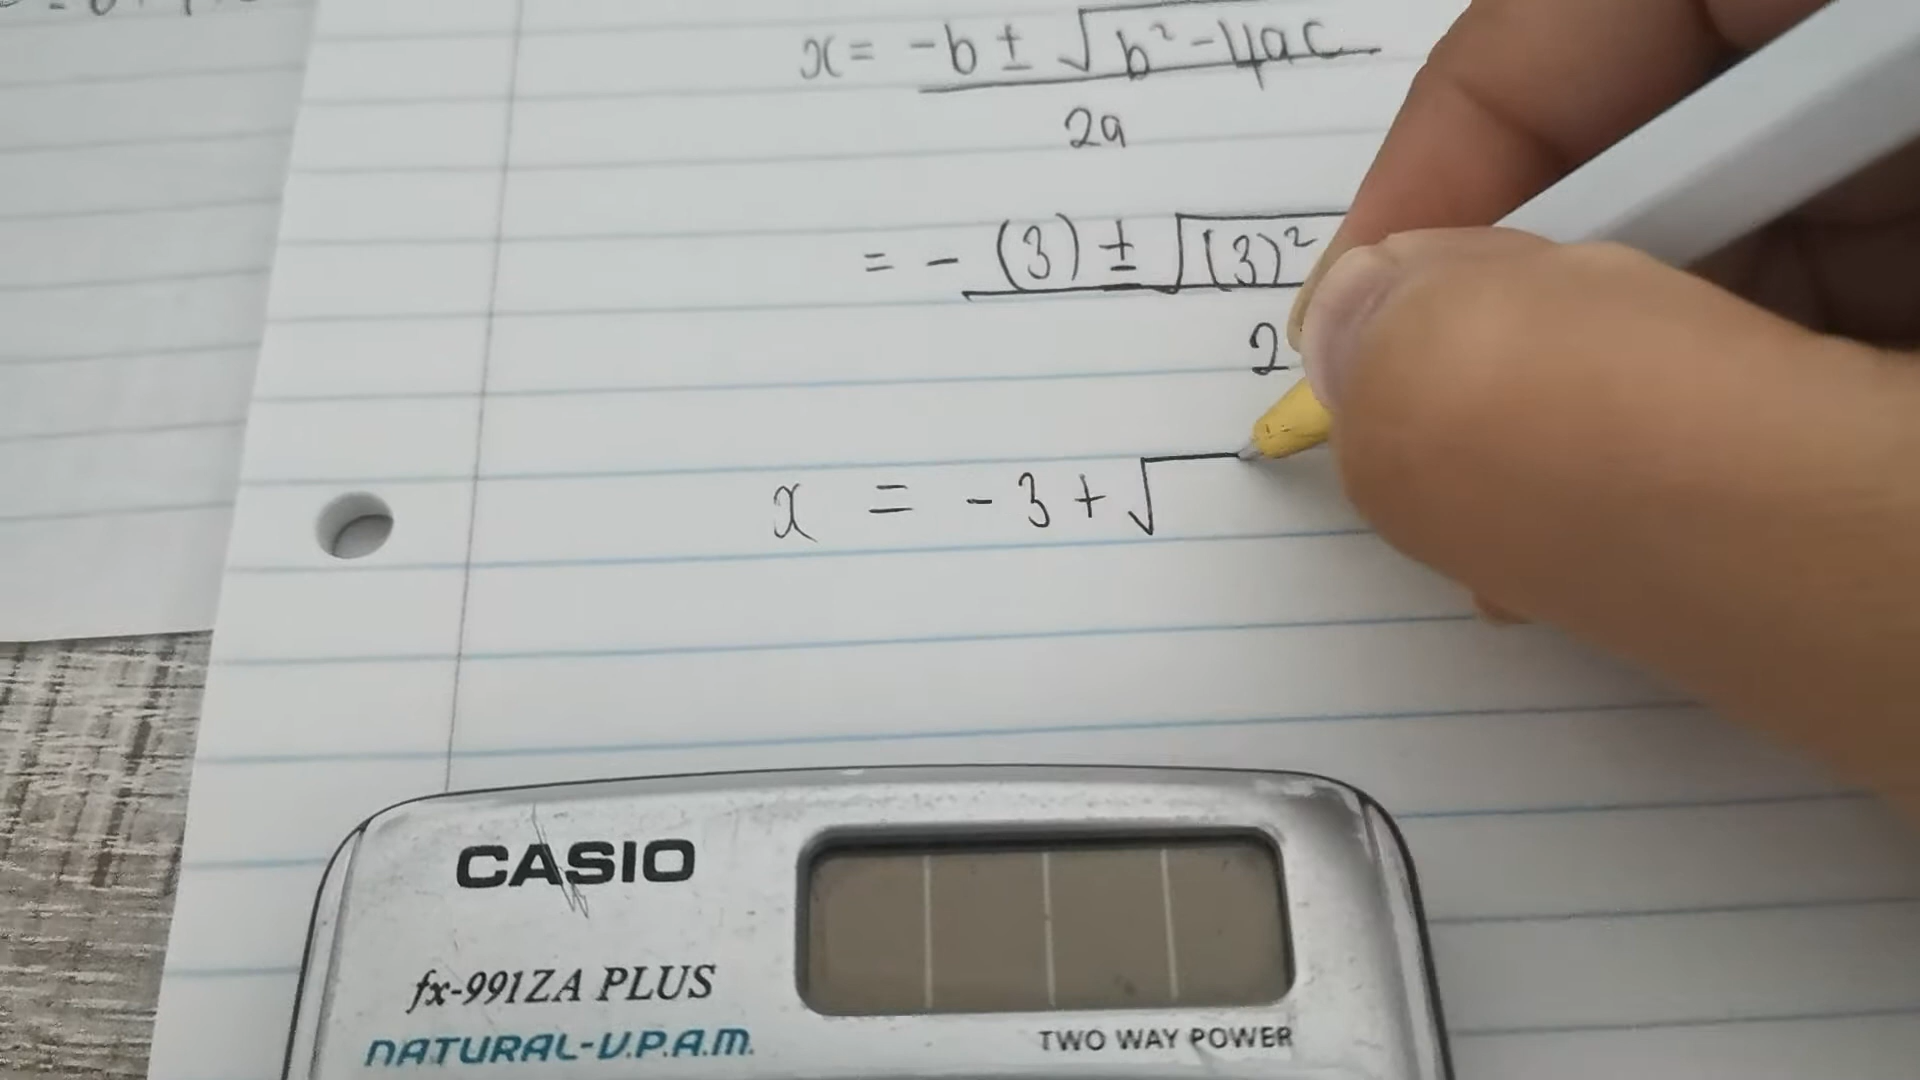 x = -b ± √b² - 4ac
2a
= - (3) ± √(3)²
2
x = - 3 + √
CASIO
fx-991ZA PLUS
NATURAL-V.P.A.M.
TWO WAY POWER